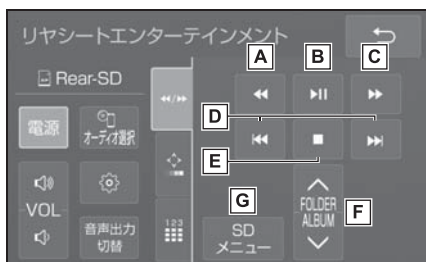 リヤシートエンターテインメント
A
B
C
Rear-SD
電源
オーディオ選択
D
E
VOL
音声出力
切替
123
G
SD
メニュー
FOLDER
ALBUM
F